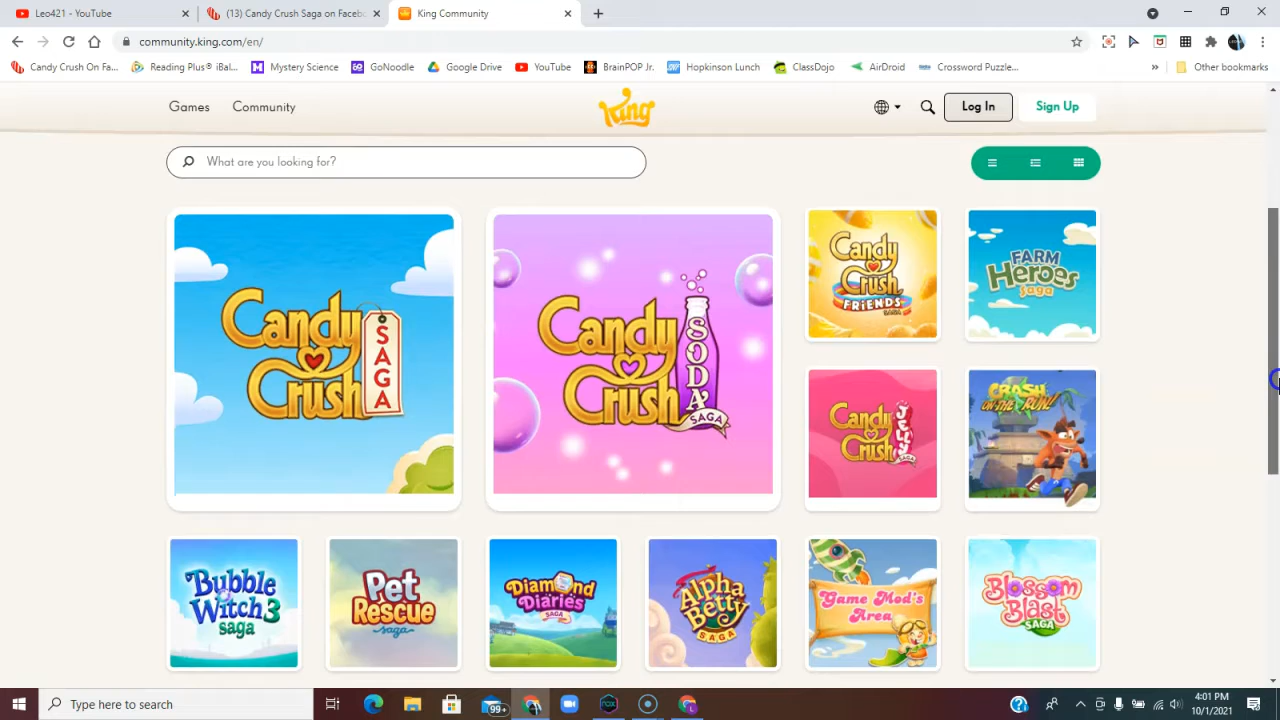 Leo421 - YouTube
(13) Candy Crush Saga on Facebo
King Community
community.king.com/en/
Candy Crush On Fa...
Reading Plus® iBal...
Mystery Science
GoNoodle
Google Drive
YouTube
BrainPOP Jr.
Hopkinson Lunch
ClassDojo
AirDroid
Crossword Puzzle...
»
Other bookmarks
Games
Community
King
Log In
Sign Up
What are you looking for?
Candy
Crush
SAGA
Candy
Crush
SODA
SAGA
Candy
Crush
FRIENDS
SAGA
FARM
Heroes
saga
Candy
Crush
JELLY
SAGA
CRASH
ON THE RUN!
Bubble
Witch 3
saga
Pet
Rescue
saga
Diamond
Diaries
SAGA
Alpha
Betty
SAGA
Game Mod's
Area
Blossom
Blast
SAGA
Type here to search
99+
nox
4:01 PM
10/1/2021